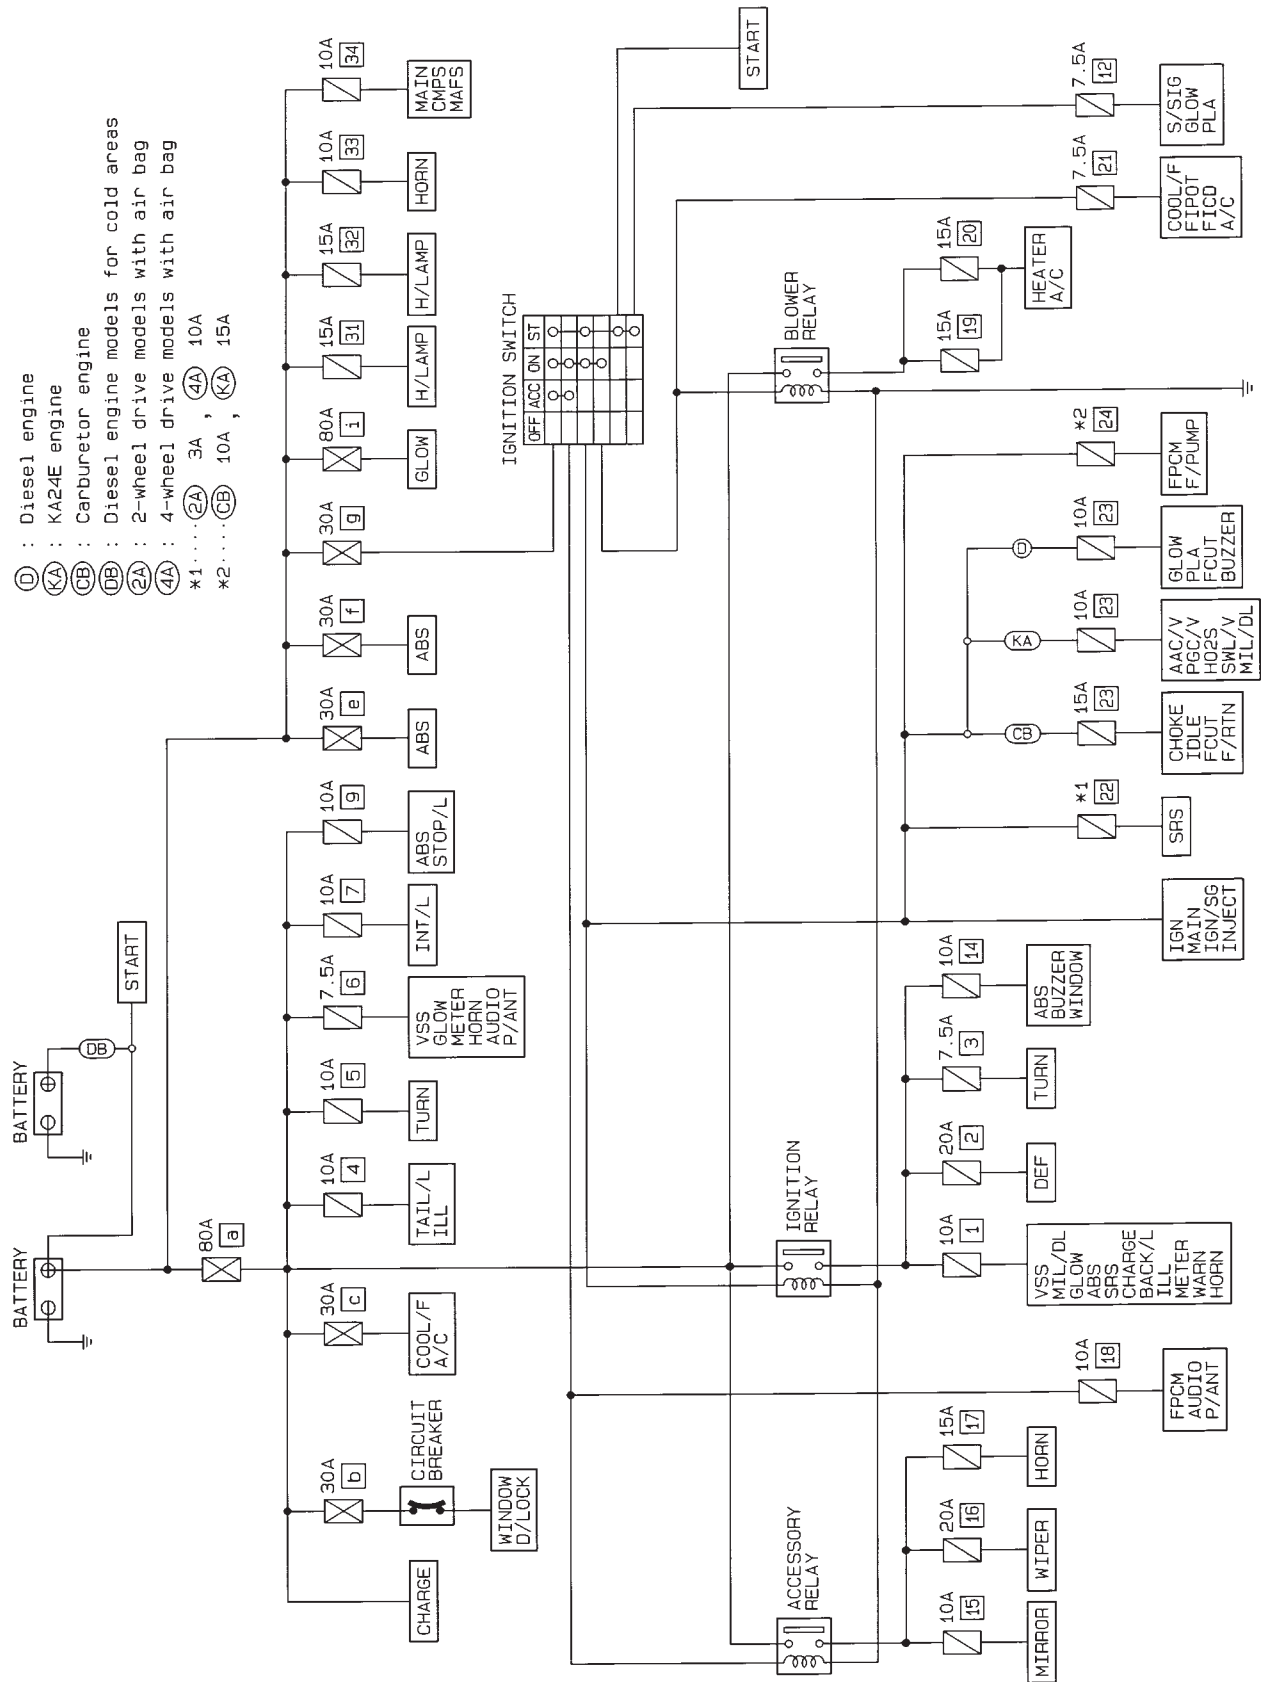 D : Diesel engine
KA : KA24E engine
CB : Carburetor engine
DB : Diesel engine models for cold areas
2A : 2-wheel drive models with air bag
4A : 4-wheel drive models with air bag
*1····2A 3A , 4A 10A
*2····CB 10A , KA 15A
BATTERY
BATTERY
DB
START
80A
a
CHARGE
30A
b
CIRCUIT
BREAKER
WINDOW
D/LOCK
30A
c
COOL/F
A/C
10A
4
TAIL/L
ILL
10A
5
TURN
7.5A
6
VSS
GLOW
METER
HORN
AUDIO
P/ANT
10A
7
INT/L
10A
9
ABS
STOP/L
30A
e
ABS
30A
f
ABS
30A
g
80A
i
GLOW
15A
31
H/LAMP
15A
32
H/LAMP
10A
33
HORN
10A
34
MAIN
CMPS
MAFS
IGNITION SWITCH
OFF ACC ON ST
START
ACCESSORY
RELAY
IGNITION
RELAY
BLOWER
RELAY
10A
15
MIRROR
20A
16
WIPER
15A
17
HORN
10A
18
FPCM
AUDIO
P/ANT
10A
1
VSS
MIL/DL
GLOW
ABS
SRS
CHARGE
BACK/L
ILL
METER
WARN
HORN
20A
2
DEF
7.5A
3
TURN
10A
14
ABS
BUZZER
WINDOW
IGN
MAIN
IGN/SG
INJECT
*1
22
SRS
CB
15A
23
CHOKE
IDLE
FCUT
F/RTN
KA
10A
23
AAC/V
PGC/V
HO2S
SWL/V
MIL/DL
D
10A
23
GLOW
PLA
FCUT
BUZZER
*2
24
FPCM
F/PUMP
15A
19
15A
20
HEATER
A/C
7.5A
21
COOL/F
FIPOT
FICD
A/C
7.5A
12
S/SIG
GLOW
PLA